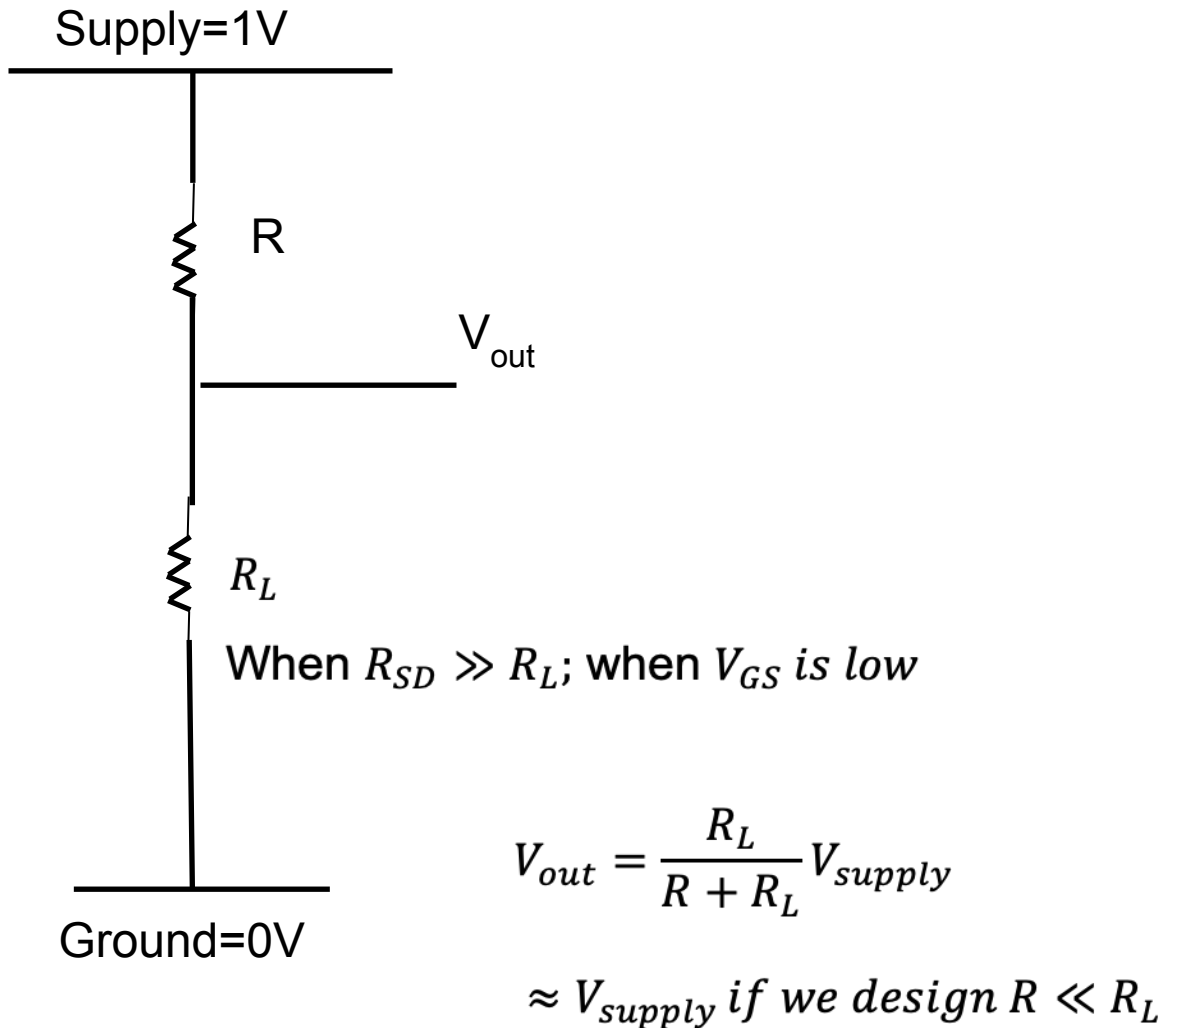 Supply=1V
R
V_out
R_L
When R_SD ≫ R_L; when V_GS is low
V_out = R_L / (R + R_L) V_supply
≈ V_supply if we design R ≪ R_L
Ground=0V